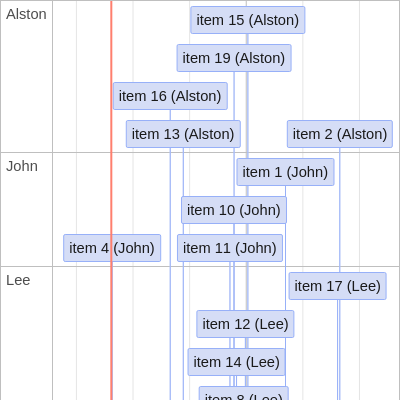 Alston
item 15 (Alston)
item 19 (Alston)
item 16 (Alston)
item 13 (Alston)
item 2 (Alston)
John
item 1 (John)
item 10 (John)
item 4 (John)
item 11 (John)
Lee
item 17 (Lee)
item 12 (Lee)
item 14 (Lee)
item 8 (Lee)